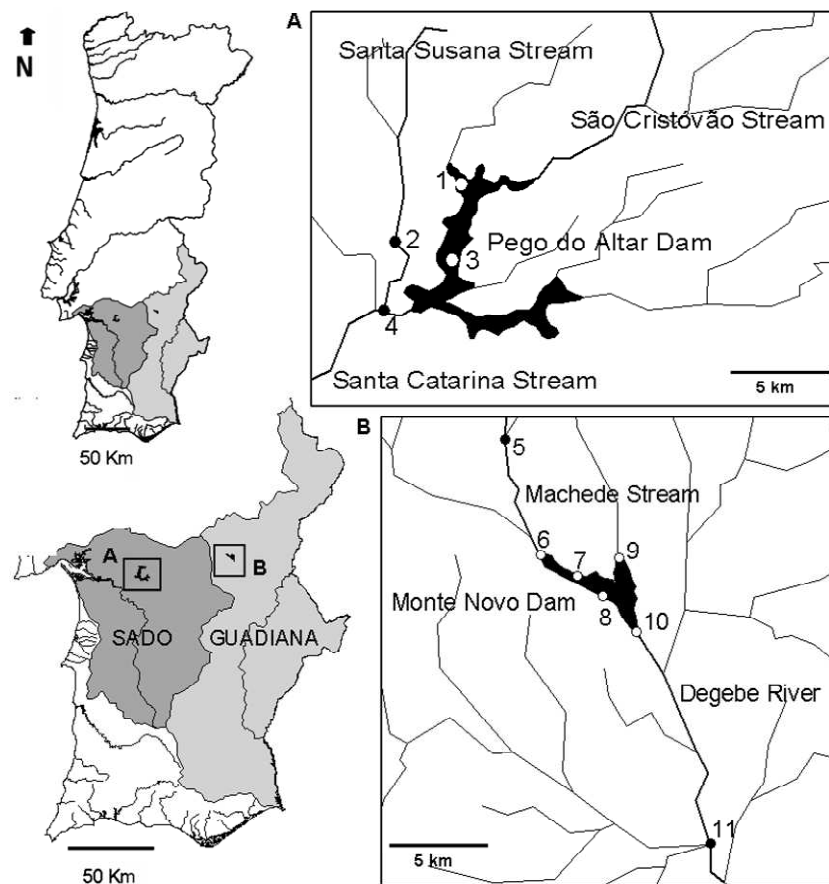 N
50 Km
A
Santa Susana Stream
São Cristóvão Stream
1
2
Pego do Altar Dam
3
4
Santa Catarina Stream
5 km
A
B
SADO
GUADIANA
50 Km
B
5
Machede Stream
6
7
9
Monte Novo Dam
8
10
Degebe River
11
5 km